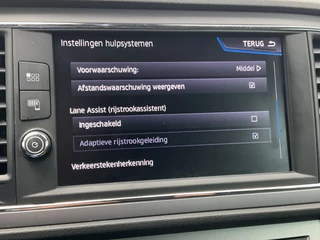 Instellingen hulpsystemen
TERUG
Voorwaarschuwing: Middel
Afstandswaarschuwing weergeven
Lane Assist (rijstrookassistent)
Ingeschakeld
Adaptieve rijstrookgeleiding
Verkeerstekenherkenning